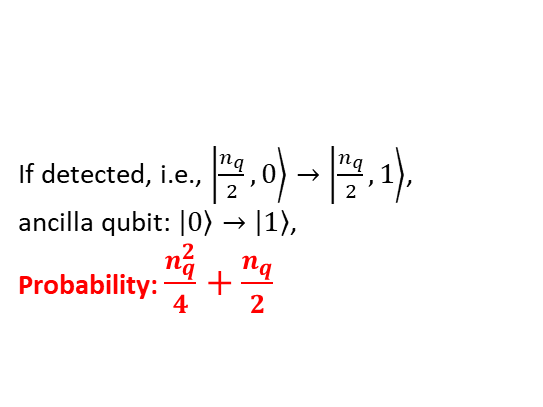 If detected, i.e., |n_q/2, 0⟩ → |n_q/2, 1⟩,
ancilla qubit: |0⟩ → |1⟩,
Probability: n_q^2/4 + n_q/2